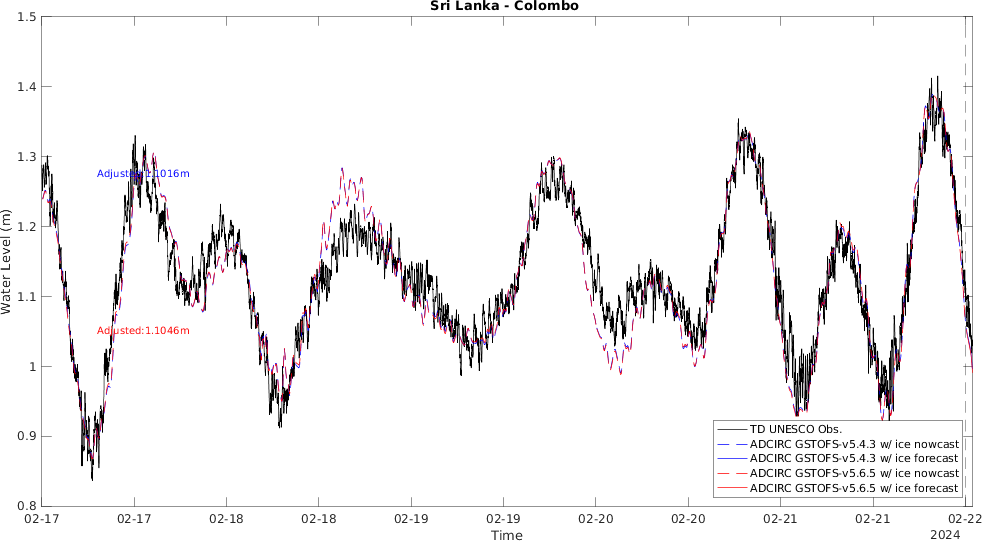 Sri Lanka - Colombo
1.5
1.4
1.3
1.2
1.1
1
0.9
0.8
Water Level (m)
Adjusted:1.1016m
Adjusted:1.1046m
TD UNESCO Obs.
ADCIRC GSTOFS-v5.4.3 w/ ice nowcast
ADCIRC GSTOFS-v5.4.3 w/ ice forecast
ADCIRC GSTOFS-v5.6.5 w/ ice nowcast
ADCIRC GSTOFS-v5.6.5 w/ ice forecast
02-17 02-17 02-18 02-18 02-19 02-19 02-20 02-20 02-21 02-21 02-22
Time
2024